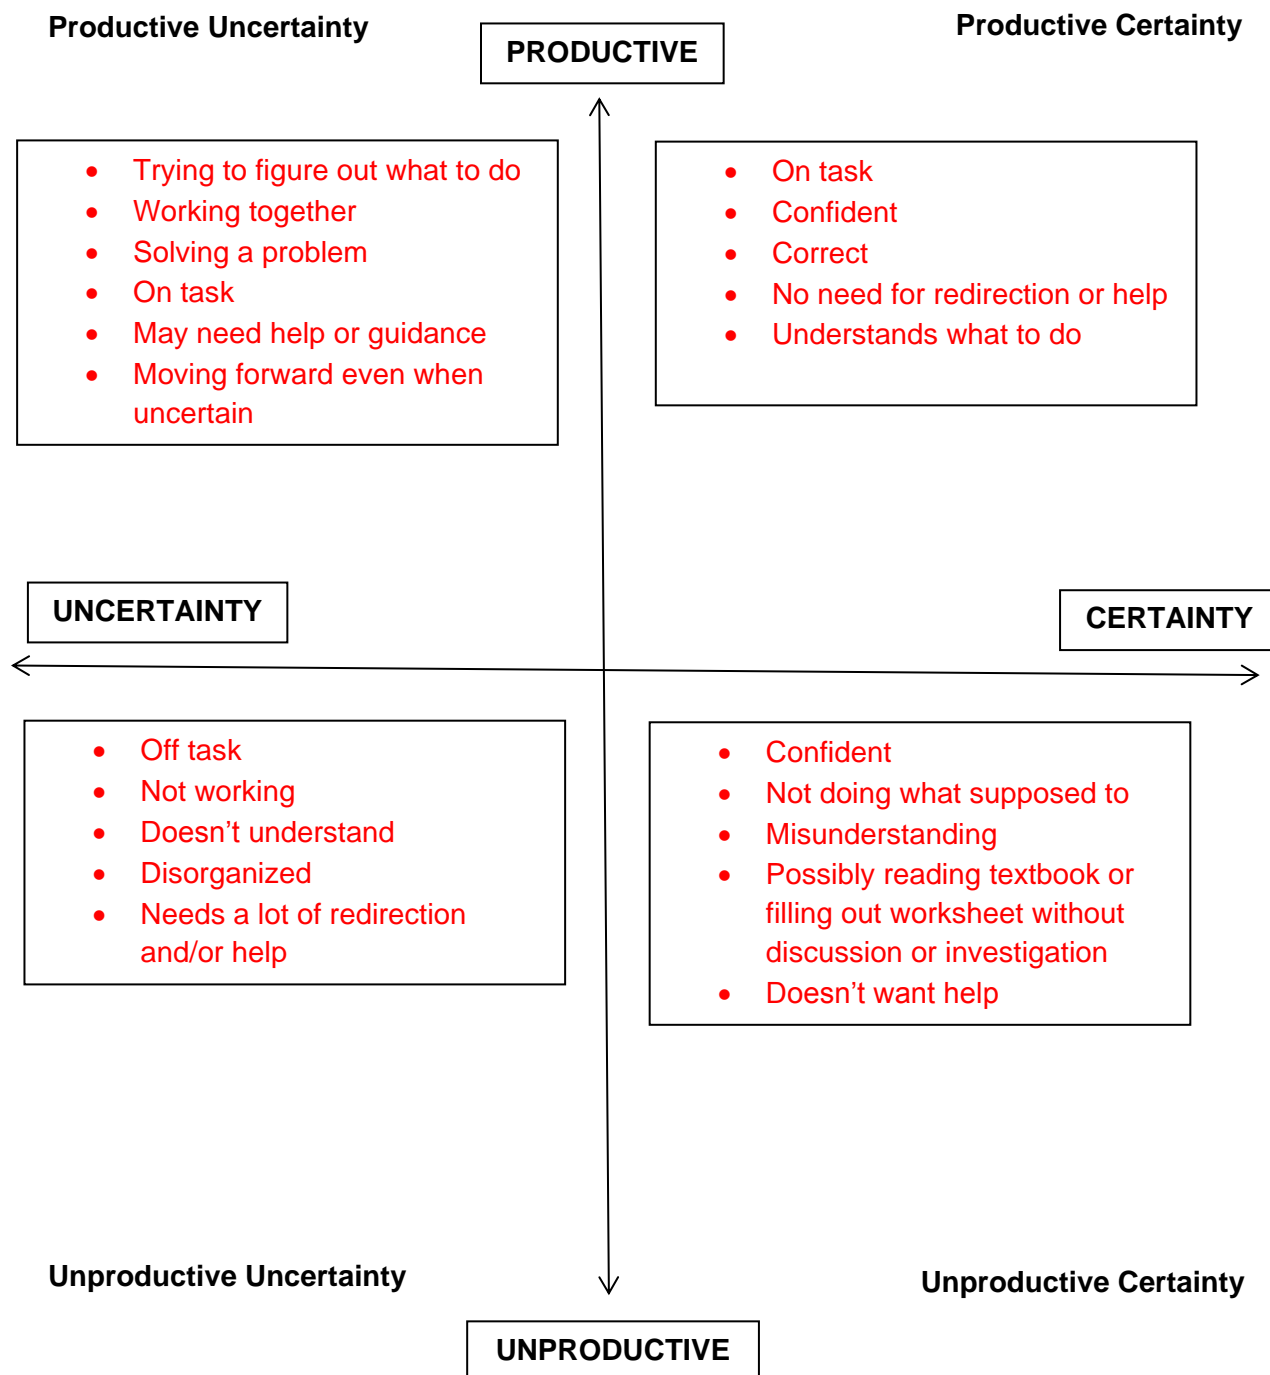 Productive Uncertainty
Productive Certainty
PRODUCTIVE
• Trying to figure out what to do
• Working together
• Solving a problem
• On task
• May need help or guidance
• Moving forward even when
uncertain
• On task
• Confident
• Correct
• No need for redirection or help
• Understands what to do
UNCERTAINTY
CERTAINTY
• Off task
• Not working
• Doesn’t understand
• Disorganized
• Needs a lot of redirection
and/or help
• Confident
• Not doing what supposed to
• Misunderstanding
• Possibly reading textbook or
filling out worksheet without
discussion or investigation
• Doesn’t want help
Unproductive Uncertainty
Unproductive Certainty
UNPRODUCTIVE